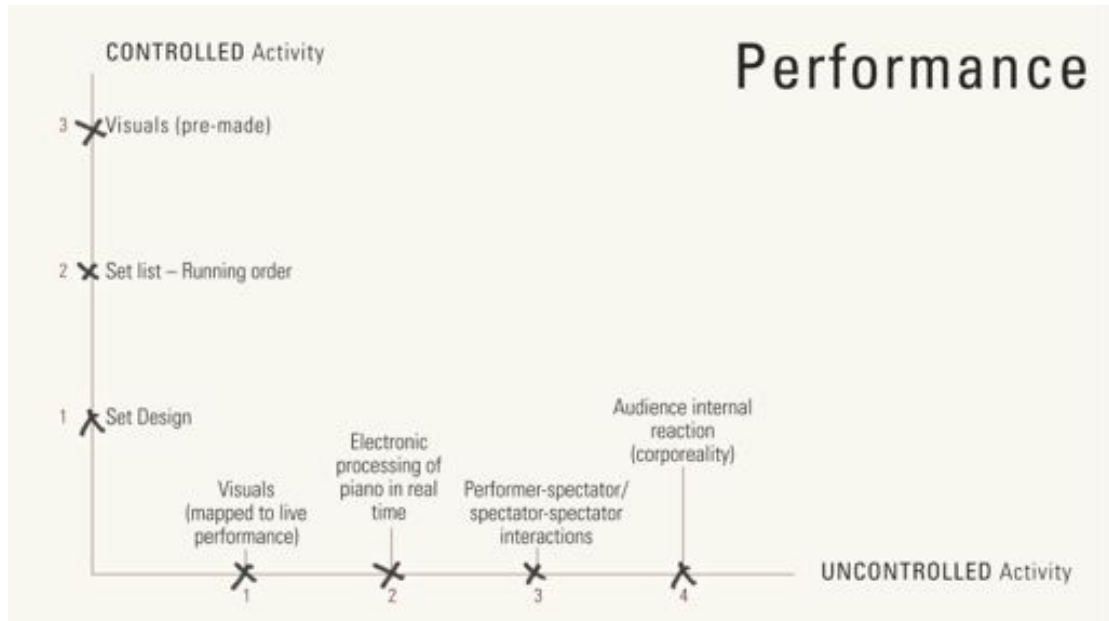 CONTROLLED Activity
Performance
3
Visuals (pre-made)
2
Set list – Running order
1
Set Design
Visuals
(mapped to live
performance)
Electronic
processing of
piano in real
time
Performer-spectator/
spectator-spectator
interactions
Audience internal
reaction
(corporeality)
1
2
3
4
UNCONTROLLED Activity